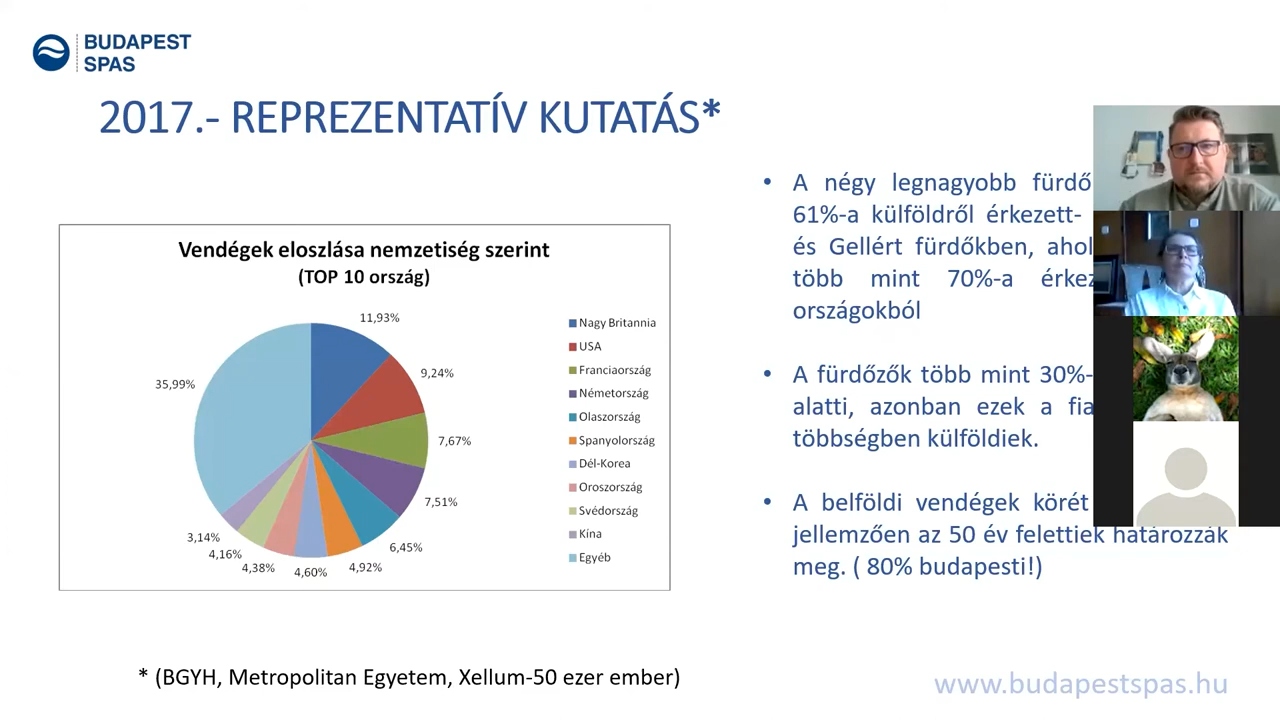 BUDAPEST
SPAS
2017.- REPREZENTATÍV KUTATÁS*
Vendégek eloszlása nemzetiség szerint
(TOP 10 ország)
11,93%
9,24%
7,67%
7,51%
6,45%
4,92%
4,60%
4,38%
4,16%
3,14%
35,99%
Nagy Britannia
USA
Franciaország
Németország
Olaszország
Spanyolország
Dél-Korea
Oroszország
Svédország
Kína
Egyéb
• A négy legnagyobb
61%-a külföldről érkezett-
és Gellért fürdőkben,
több mint 70%-a
országokból
• A fürdőzők több mint 30%-
alatti, azonban ezek a
többségben külföldiek.
• A belföldi vendégek körét
jellemzően az 50 év felettiek határozzák
meg. ( 80% budapesti!)
* (BGYH, Metropolitan Egyetem, Xellum-50 ezer ember)
www.budapestspas.hu